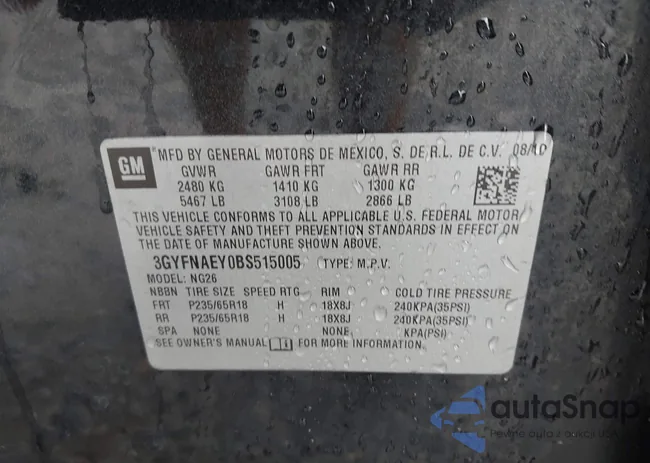 GM
MFD BY GENERAL MOTORS DE MEXICO, S. DE R.L. DE C.V. 08/10
GVWR GAWR FRT GAWR RR
2480 KG 1410 KG 1300 KG
5467 LB 3108 LB 2866 LB
THIS VEHICLE CONFORMS TO ALL APPLICABLE U.S. FEDERAL MOTOR
VEHICLE SAFETY AND THEFT PREVENTION STANDARDS IN EFFECT ON
THE DATE OF MANUFACTURE SHOWN ABOVE.
3GYFNAEY0BS515005 TYPE: M.P.V.
MODEL: NG26
NBBN TIRE SIZE SPEED RTG RIM COLD TIRE PRESSURE
FRT P235/65R18 H 18X8J 240KPA(35PSI)
RR P235/65R18 H 18X8J 240KPA(35PSI)
SPA NONE NONE KPA(PSI)
SEE OWNER'S MANUAL FOR MORE INFORMATION.
autoSnap
Pewne auta z aukcji USA